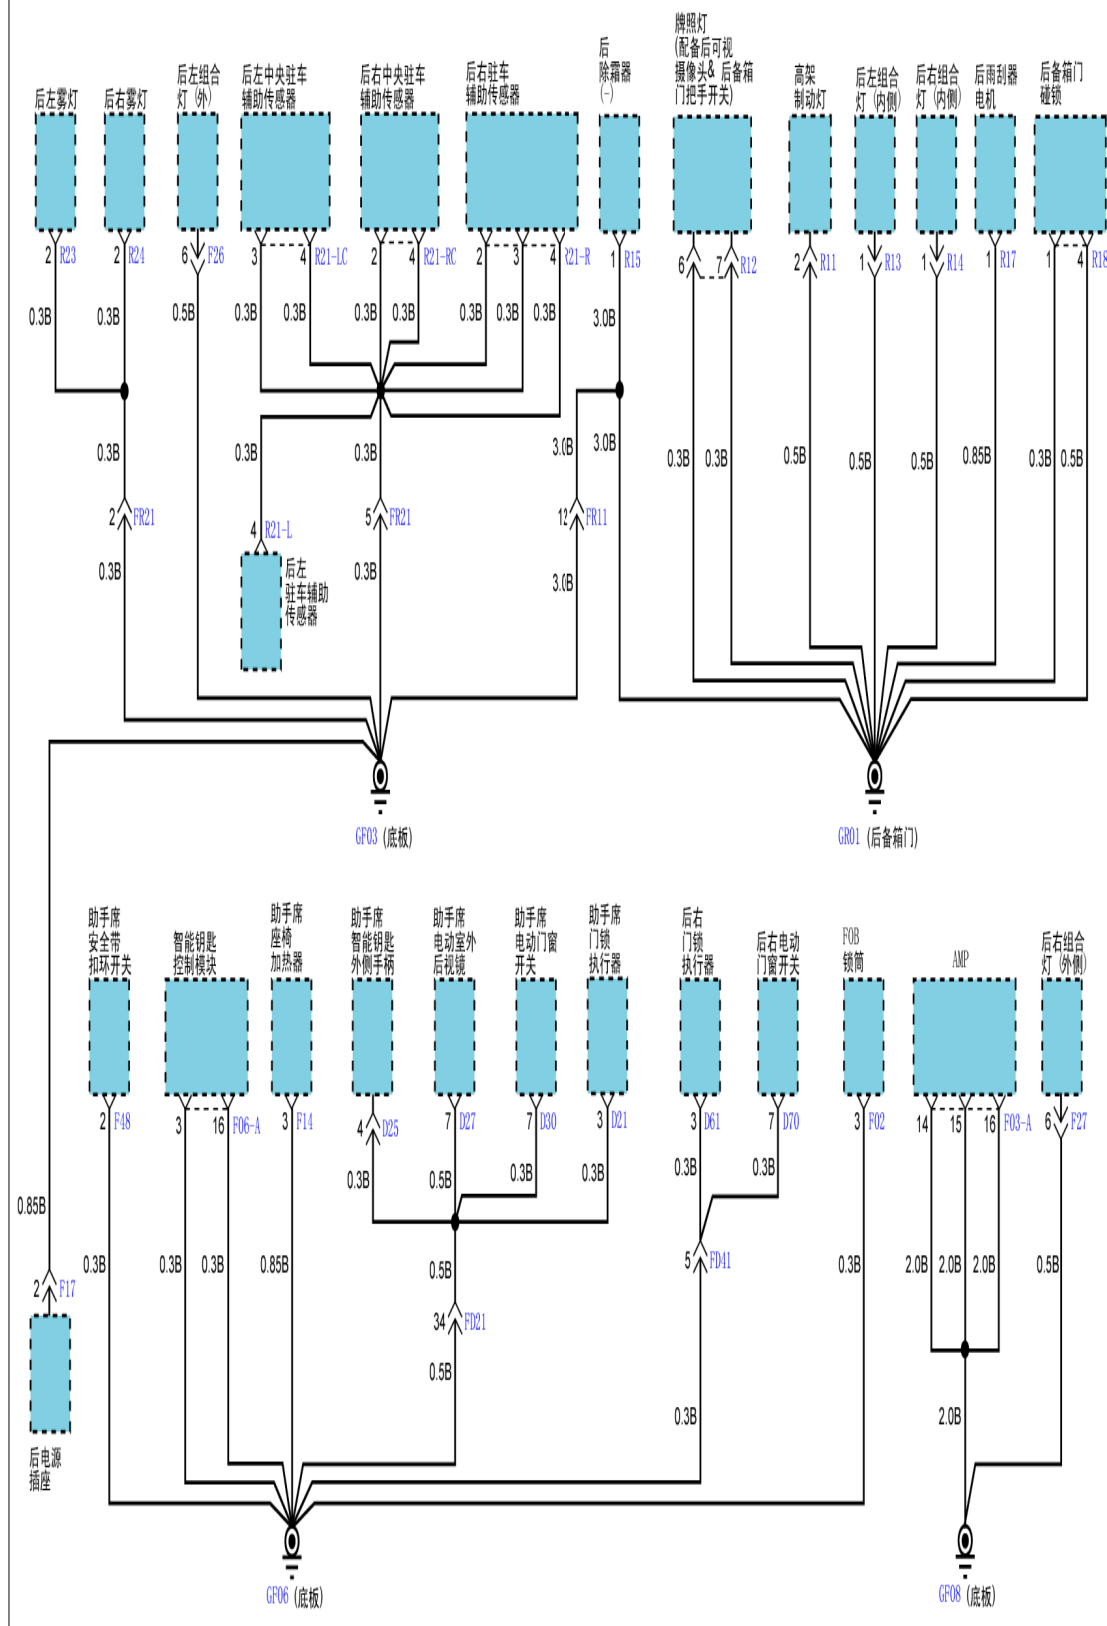 后左雾灯
后右雾灯
后左组合
灯 (外)
后左中央驻车
辅助传感器
后右中央驻车
辅助传感器
后右驻车
辅助传感器
后
除霜器
(-)
牌照灯
(配备后可视
摄像头& 后备箱
门把手开关)
高架
制动灯
后左组合
灯 (内侧)
后右组合
灯 (内侧)
后雨刮器
电机
后备箱门
碰锁
2 R23
2 R24
6 F26
3 4 R21-LC
2 4 R21-RC
2 3 4 R21-R
1 R15
6 7 R12
2 R11
1 R13
1 R14
1 R17
1 4 R18
0.3B 0.3B 0.5B 0.3B 0.3B 0.3B 0.3B 0.3B 0.3B 0.3B 3.0B
0.3B 0.3B 0.3B 3.0B 3.0B 0.3B 0.3B 0.5B 0.5B 0.5B 0.85B 0.3B 0.5B
2 FR21
4 R21-L
5 FR21
12 FR11
0.3B 0.3B 3.0B
后左
驻车辅助
传感器
GF03 (底板)
GR01 (后备箱门)
助手席
安全带
扣环开关
智能钥匙
控制模块
助手席
座椅
加热器
助手席
智能钥匙
外侧手柄
助手席
电动室外
后视镜
助手席
电动门窗
开关
助手席
门锁
执行器
后右
门锁
执行器
后右电动
门窗开关
FOB
锁筒
AMP
后右组合
灯 (外侧)
2 F48
3 16 F06-A
3 F14
4 D25
7 D27
7 D30
3 D21
3 D61
7 D70
3 F02
14 15 16 F03-A
6 F27
0.3B 0.5B 0.3B 0.3B 0.3B 0.3B
0.85B
0.3B 0.3B 0.3B 0.85B 0.5B 0.3B 2.0B 2.0B 2.0B 0.5B
5 FD41
2 F17
34 FD21
0.5B
0.3B 2.0B
后电源
插座
GF06 (底板)
GF08 (底板)